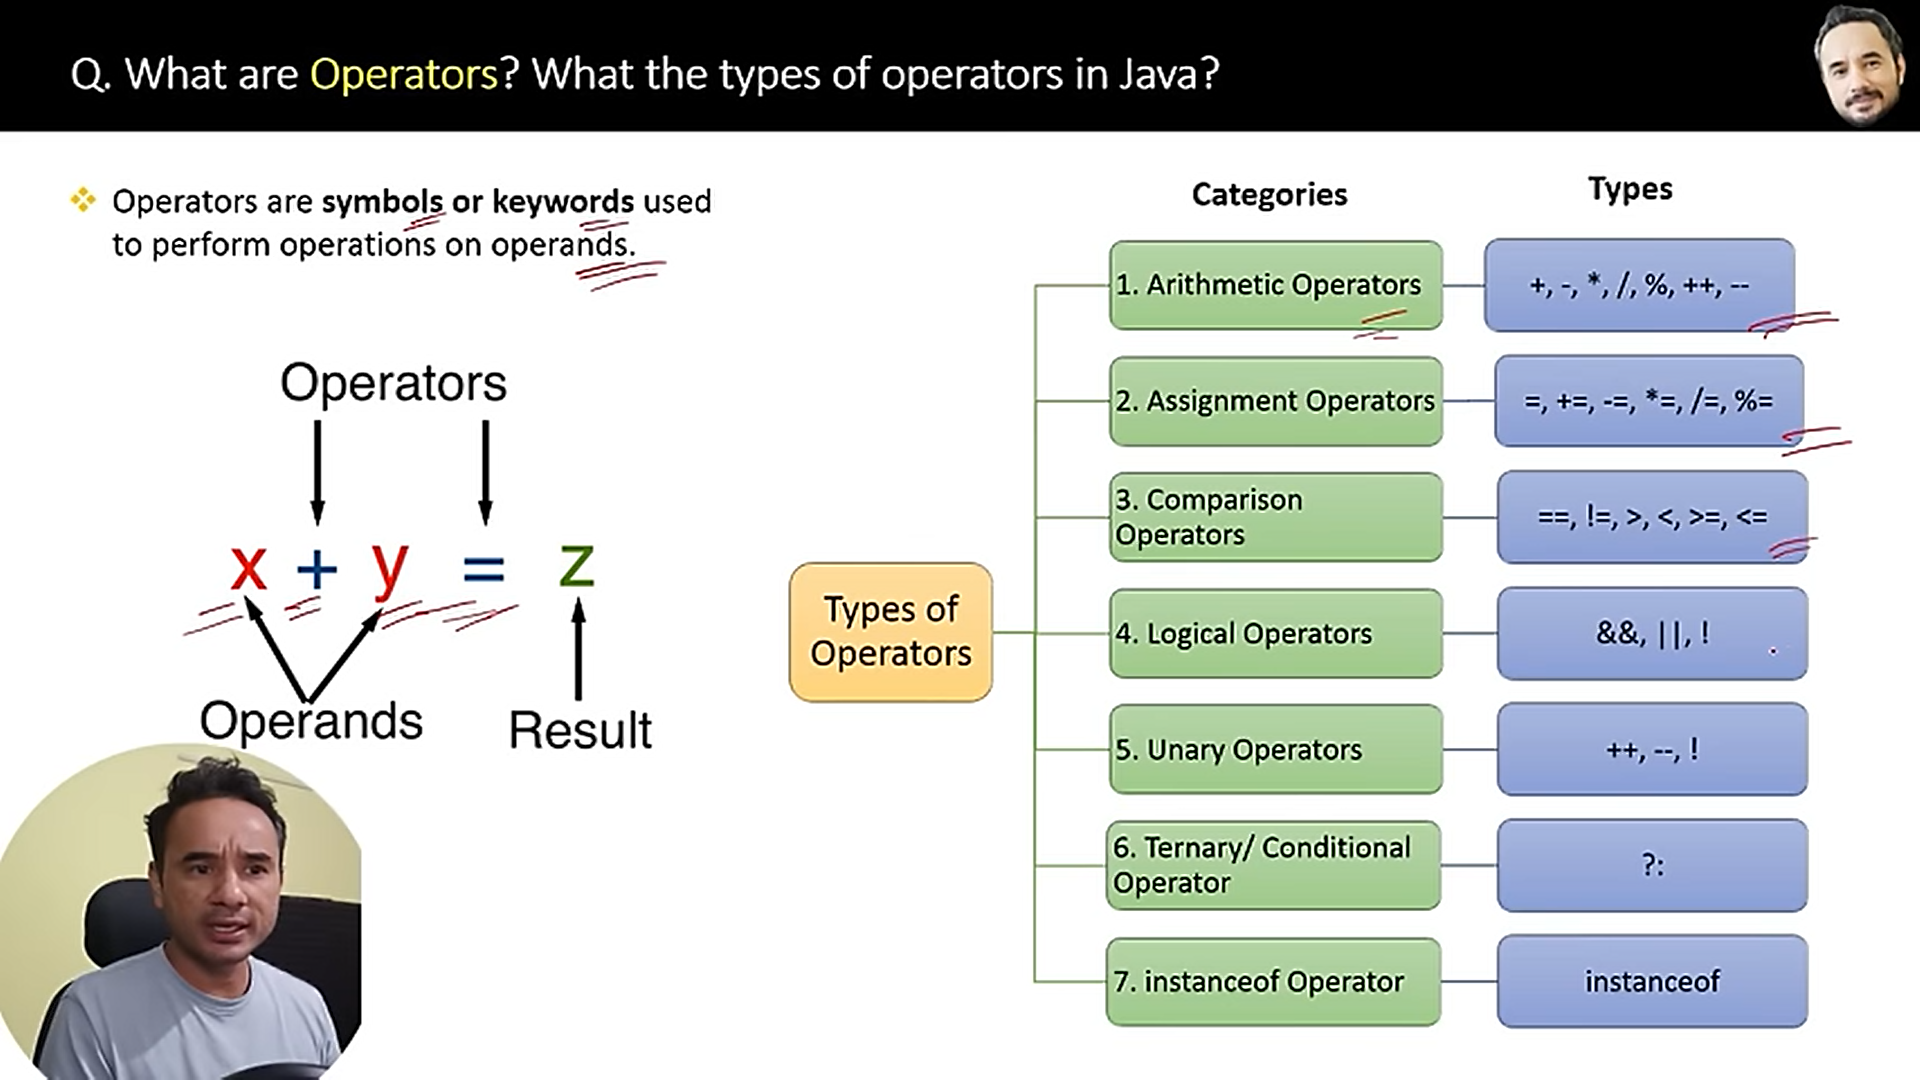 Q. What are Operators? What the types of operators in Java?
Operators are symbols or keywords used
to perform operations on operands.
Operators
x + y = z
Operands
Result
Types of
Operators
Categories
Types
1. Arithmetic Operators
+, -, *, /, %, ++, --
2. Assignment Operators
=, +=, -=, *=, /=, %=
3. Comparison
Operators
==, !=, >, <, >=, <=
4. Logical Operators
&&, ||, !
5. Unary Operators
++, --, !
6. Ternary/ Conditional
Operator
?:
7. instanceof Operator
instanceof